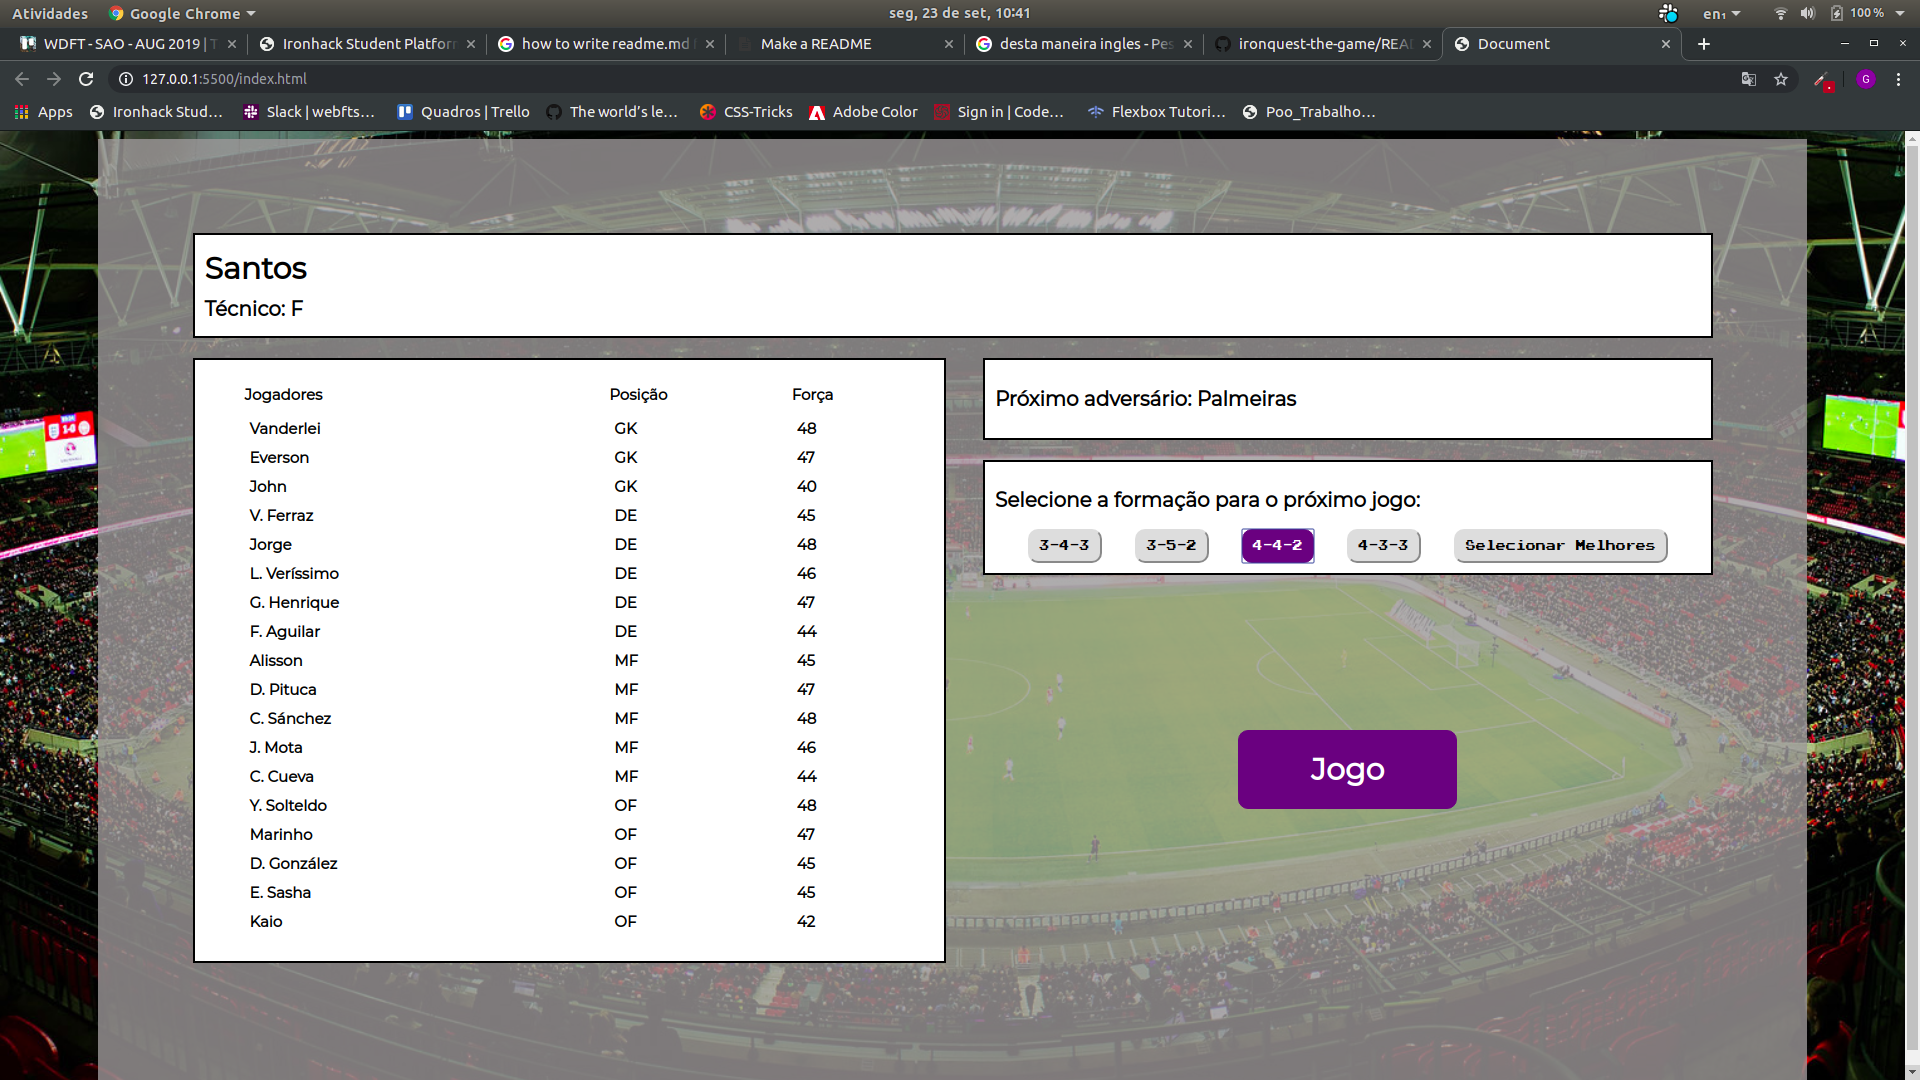 Atividades Google Chrome seg, 23 de set, 10:41 en₁ 100 %
WDFT - SAO - AUG 2019 | T Ironhack Student Platfor how to write readme.md Make a README desta maneira ingles - Pes ironquest-the-game/REA Document
127.0.0.1:5500/index.html G
Apps Ironhack Stud… Slack | webfts… Quadros | Trello The world's le… CSS-Tricks Adobe Color Sign in | Code… Flexbox Tutori… Poo_Trabalho…
Santos
Técnico: F
Jogadores Posição Força
Vanderlei GK 48
Everson GK 47
John GK 40
V. Ferraz DE 45
Jorge DE 48
L. Veríssimo DE 46
G. Henrique DE 47
F. Aguilar DE 44
Alisson MF 45
D. Pituca MF 47
C. Sánchez MF 48
J. Mota MF 46
C. Cueva MF 44
Y. Solteldo OF 48
Marinho OF 47
D. González OF 45
E. Sasha OF 45
Kaio OF 42
Próximo adversário: Palmeiras
Selecione a formação para o próximo jogo:
3-4-3 3-5-2 4-4-2 4-3-3 Selecionar Melhores
Jogo